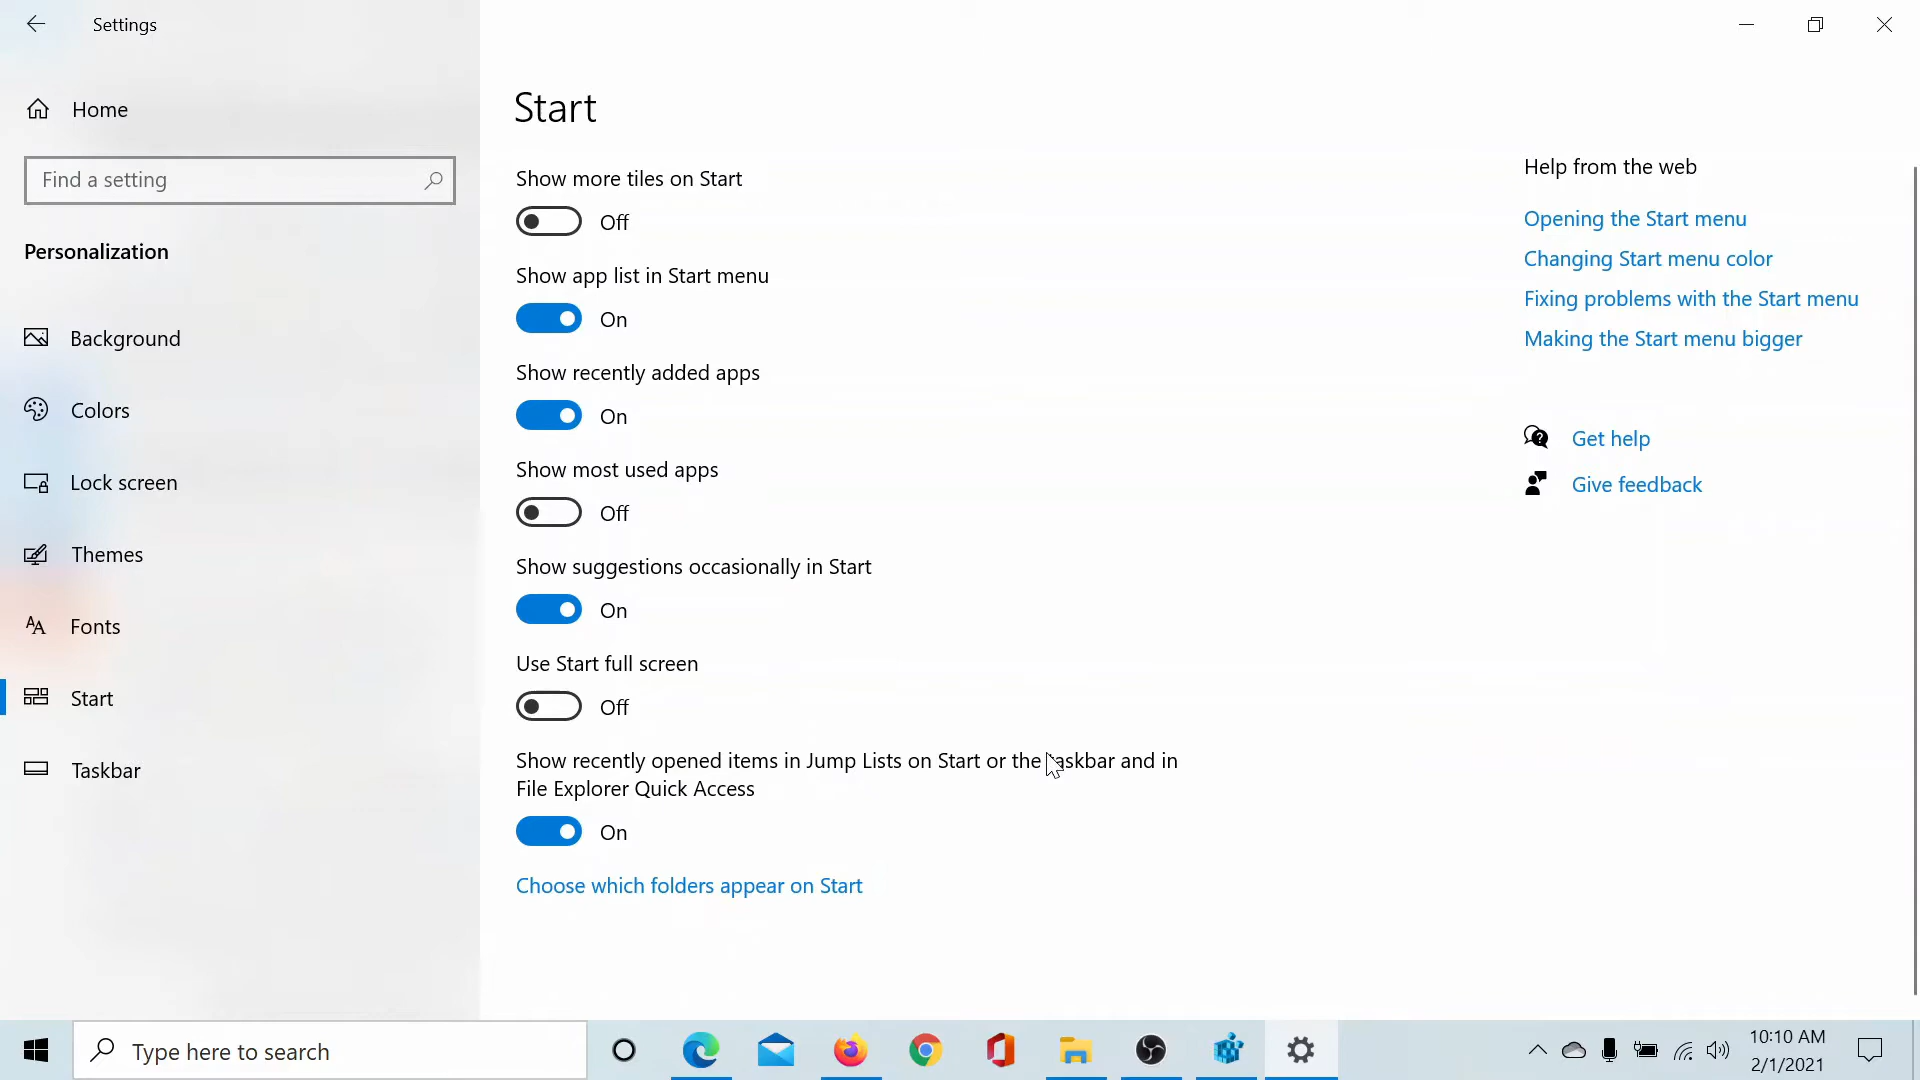 Settings
Home
Find a setting
Personalization
Background
Colors
Lock screen
Themes
Fonts
Start
Taskbar
Start
Show more tiles on Start
Off
Show app list in Start menu
On
Show recently added apps
On
Show most used apps
Off
Show suggestions occasionally in Start
On
Use Start full screen
Off
Show recently opened items in Jump Lists on Start or the taskbar and in
File Explorer Quick Access
On
Choose which folders appear on Start
Help from the web
Opening the Start menu
Changing Start menu color
Fixing problems with the Start menu
Making the Start menu bigger
Get help
Give feedback
Type here to search
10:10 AM
2/1/2021